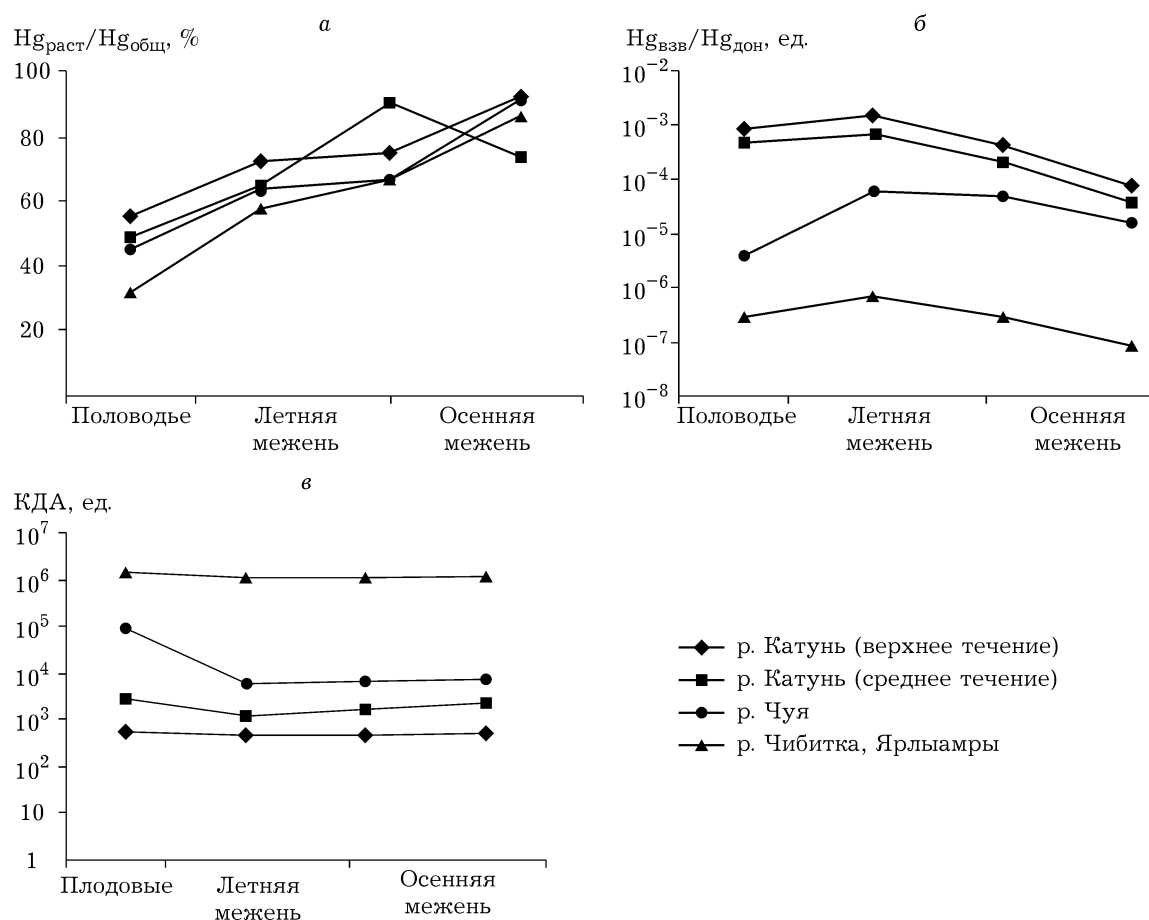 а
Hgраст/Hgобщ, %
100
80
60
40
20
Половодье
Летняя
межень
Осенняя
межень
б
Hgвзв/Hgдон, ед.
10⁻²
10⁻³
10⁻⁴
10⁻⁵
10⁻⁶
10⁻⁷
10⁻⁸
Половодье
Летняя
межень
Осенняя
межень
в
КДА, ед.
10⁷
10⁶
10⁵
10⁴
10³
10²
10
1
Плодовые
Летняя
межень
Осенняя
межень
р. Катунь (верхнее течение)
р. Катунь (среднее течение)
р. Чуя
р. Чибитка, Ярлыамры